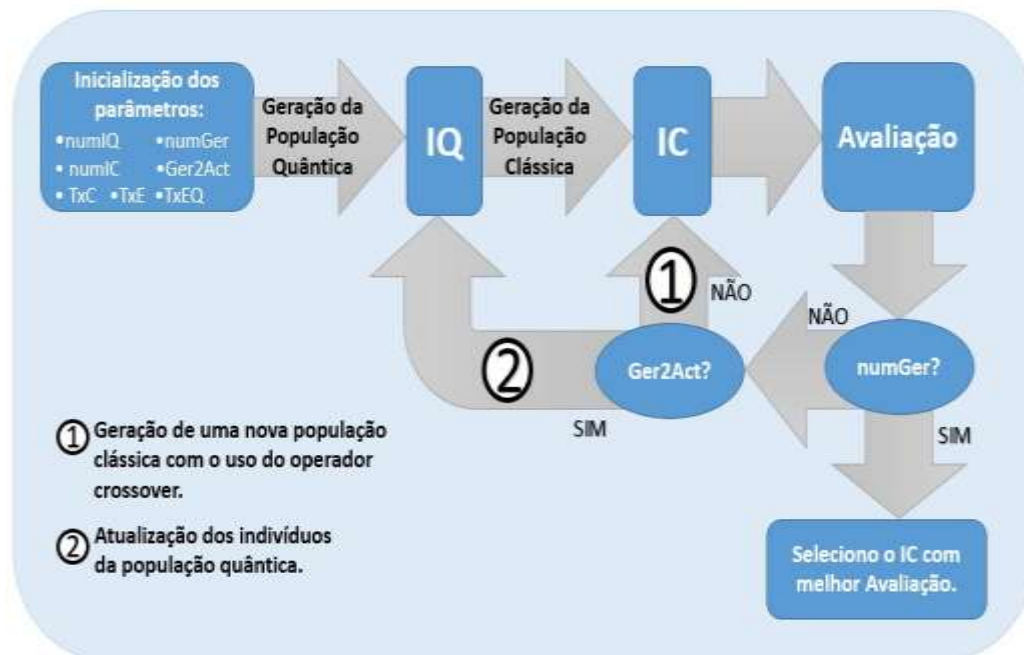 Inicialização dos
parâmetros:
•numIQ •numGer
• numIC •Ger2Act
• TxC •TxE •TxEQ
Geração da
População
Quântica
IQ
Geração da
População
Clássica
IC
Avaliação
1
NÃO
NÃO
2
Ger2Act?
numGer?
SIM
SIM
1 Geração de uma nova população
clássica com o uso do operador
crossover.
2 Atualização dos indivíduos
da população quântica.
Seleciono o IC com
melhor Avaliação.